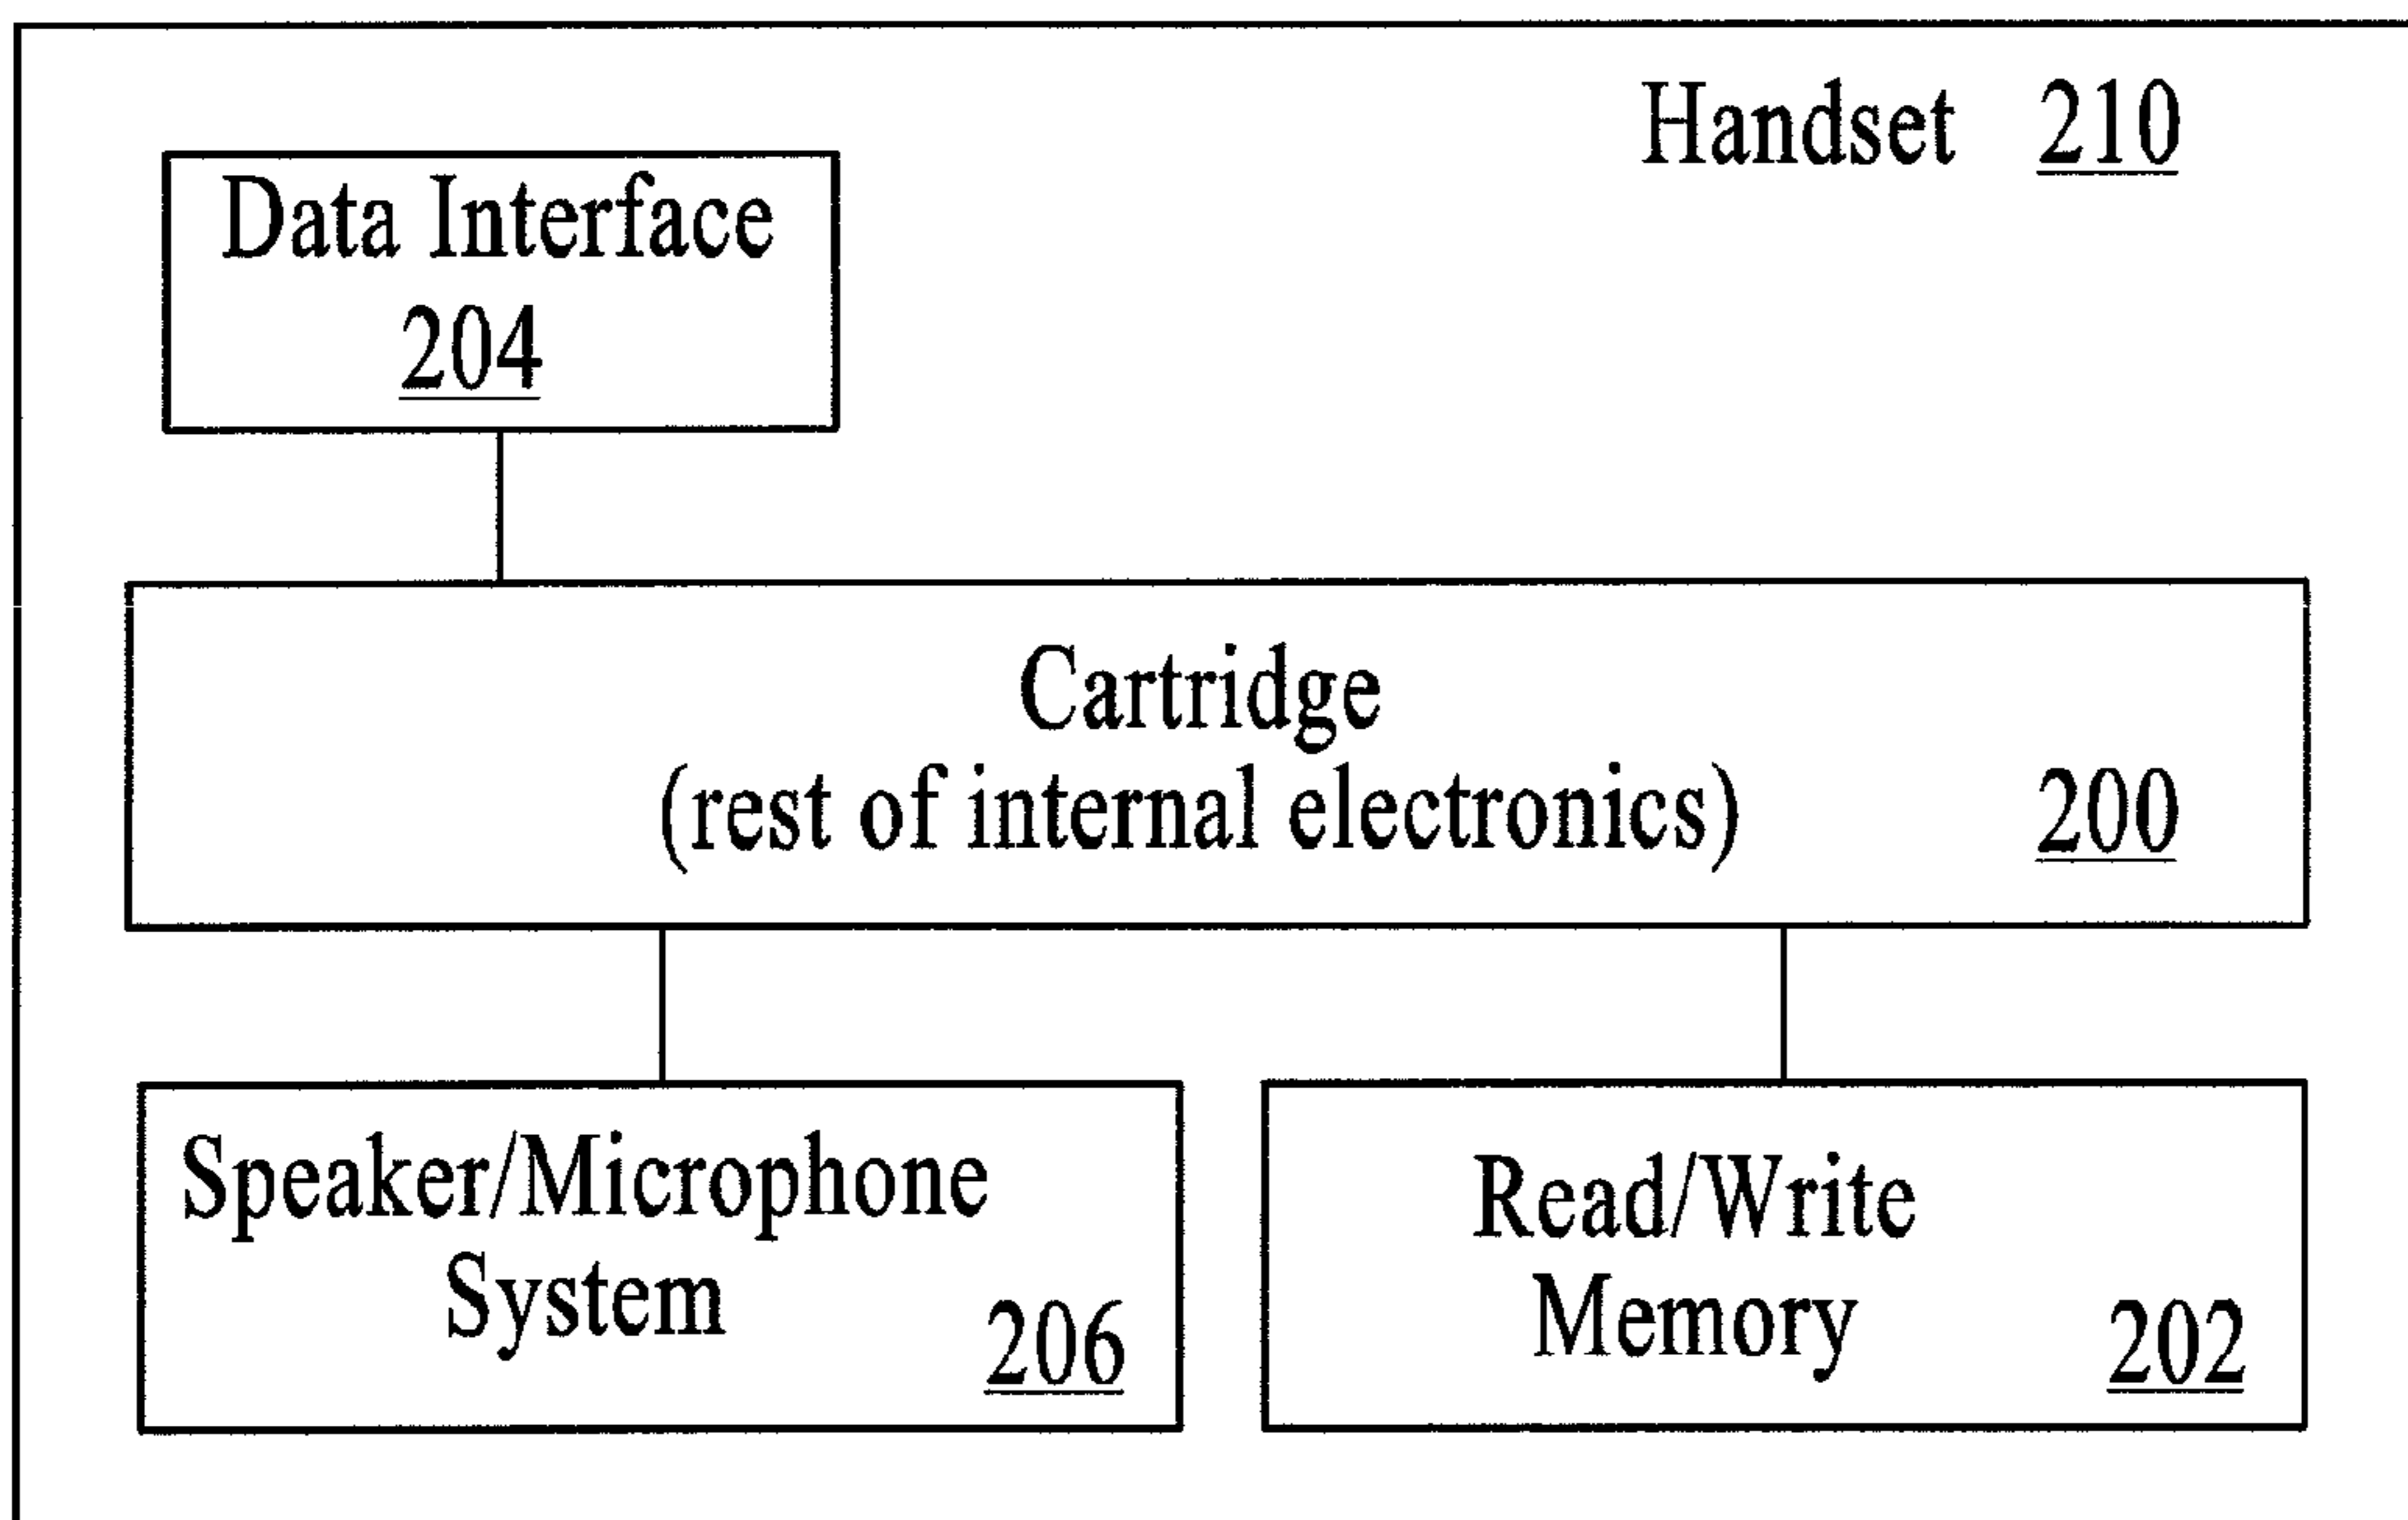 Handset 210
Data Interface
204
Cartridge
(rest of internal electronics) 200
Speaker/Microphone
System 206
Read/Write
Memory 202